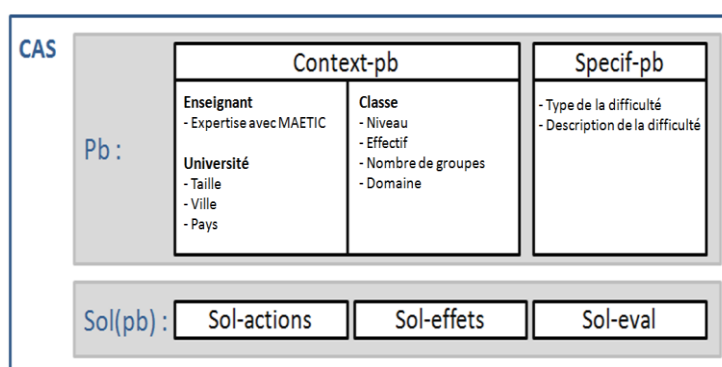 CAS
Pb :
Context-pb
Enseignant
- Expertise avec MAETIC
Université
- Taille
- Ville
- Pays
Classe
- Niveau
- Effectif
- Nombre de groupes
- Domaine
Specif-pb
- Type de la difficulté
- Description de la difficulté
Sol(pb) :
Sol-actions
Sol-effets
Sol-eval